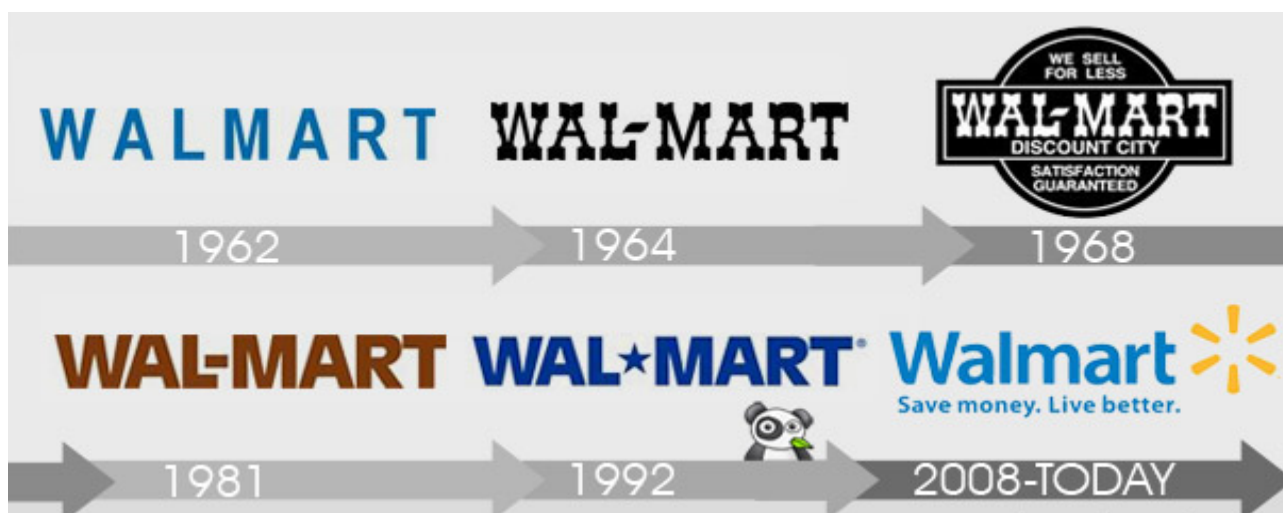 WALMART
WAL-MART
WE SELL
FOR LESS
WAL-MART
DISCOUNT CITY
SATISFACTION
GUARANTEED
1962
1964
1968
WAL-MART
WAL★MART®
Walmart
Save money. Live better.
1981
1992
2008-TODAY